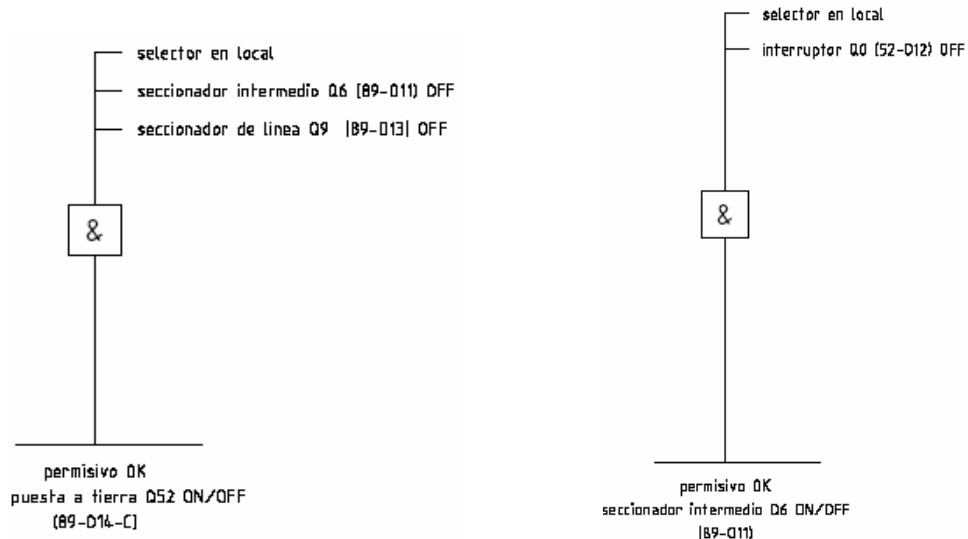 selector en local
seccionador intermedio Q6 (89-D11) OFF
seccionador de linea Q9 |89-D13| OFF
&
permisivo OK
puesta a tierra Q52 ON/OFF
(89-D14-C]
selector en local
interruptor Q0 (52-D12) OFF
&
permisivo OK
seccionador intermedio Q6 ON/OFF
|89-D11)